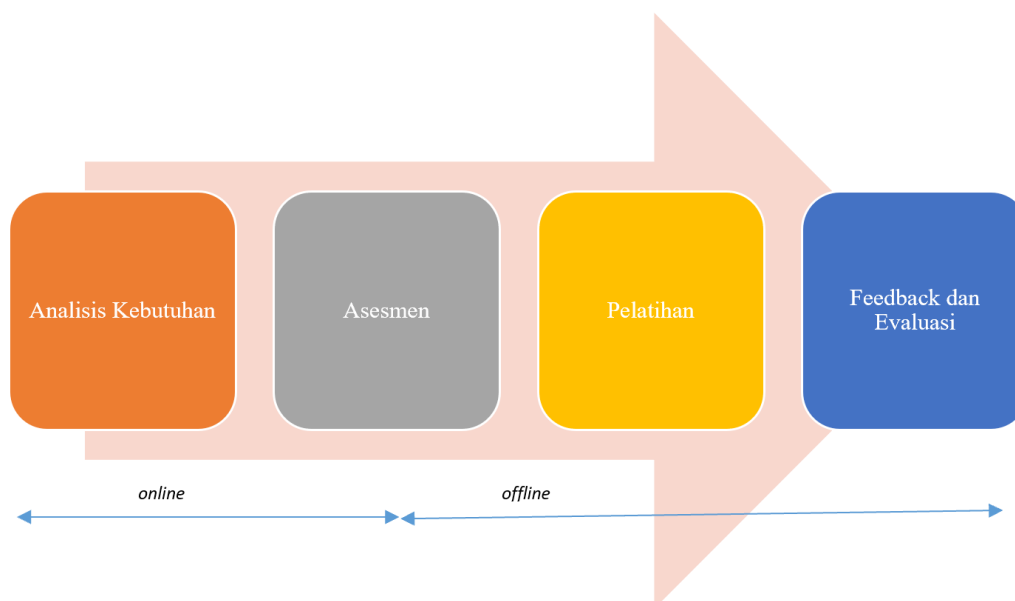 Analisis Kebutuhan
Asesmen
Pelatihan
Feedback dan
Evaluasi
online
offline